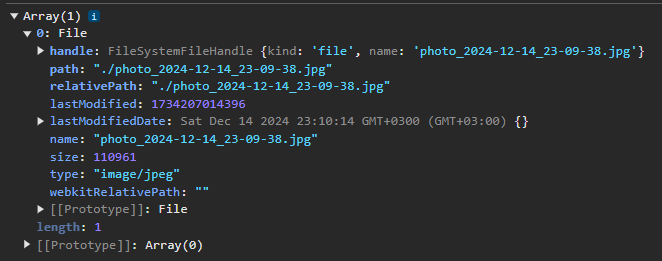 Array(1) i
0: File
handle: FileSystemFileHandle {kind: 'file', name: 'photo_2024-12-14_23-09-38.jpg'}
path: "./photo_2024-12-14_23-09-38.jpg"
relativePath: "./photo_2024-12-14_23-09-38.jpg"
lastModified: 1734207014396
lastModifiedDate: Sat Dec 14 2024 23:10:14 GMT+0300 (GMT+03:00) {}
name: "photo_2024-12-14_23-09-38.jpg"
size: 110961
type: "image/jpeg"
webkitRelativePath: ""
[[Prototype]]: File
length: 1
[[Prototype]]: Array(0)